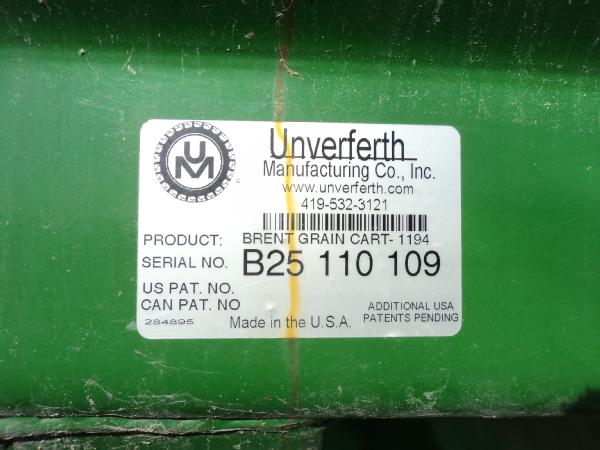 UM
Unverferth
Manufacturing Co., Inc.
www.unverferth.com
419-532-3121
PRODUCT: BRENT GRAIN CART- 1194
SERIAL NO. B25 110 109
US PAT. NO.
CAN PAT. NO
ADDITIONAL USA
PATENTS PENDING
284895
Made in the U.S.A.